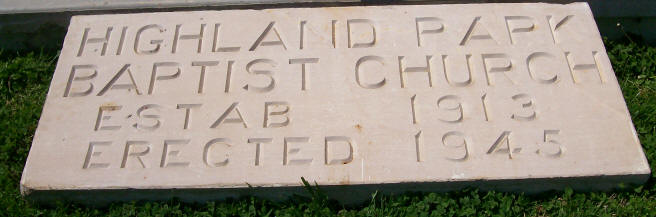 HIGHLAND PARK
BAPTIST CHURCH
ESTAB 1913
ERECTED 1945